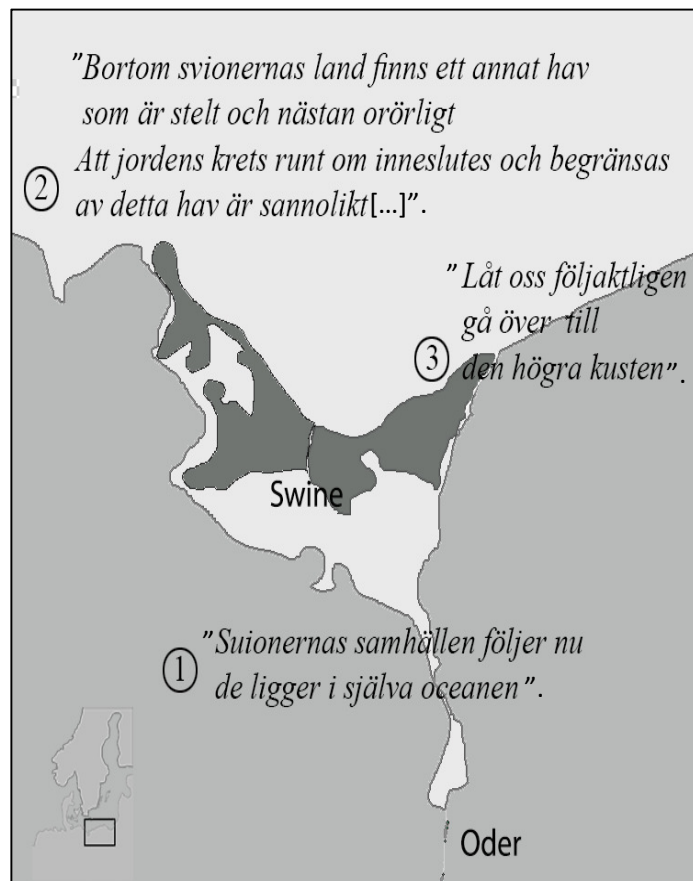 "Bortom svionernas land finns ett annat hav
som är stelt och nästan orörligt
Att jordens krets runt om inneslutes och begränsas
② av detta hav är sannolikt[...]".
" Låt oss följaktligen
gå över till
③ den högra kusten".
Swine
"Suionernas samhällen följer nu
① de ligger i själva oceanen".
Oder